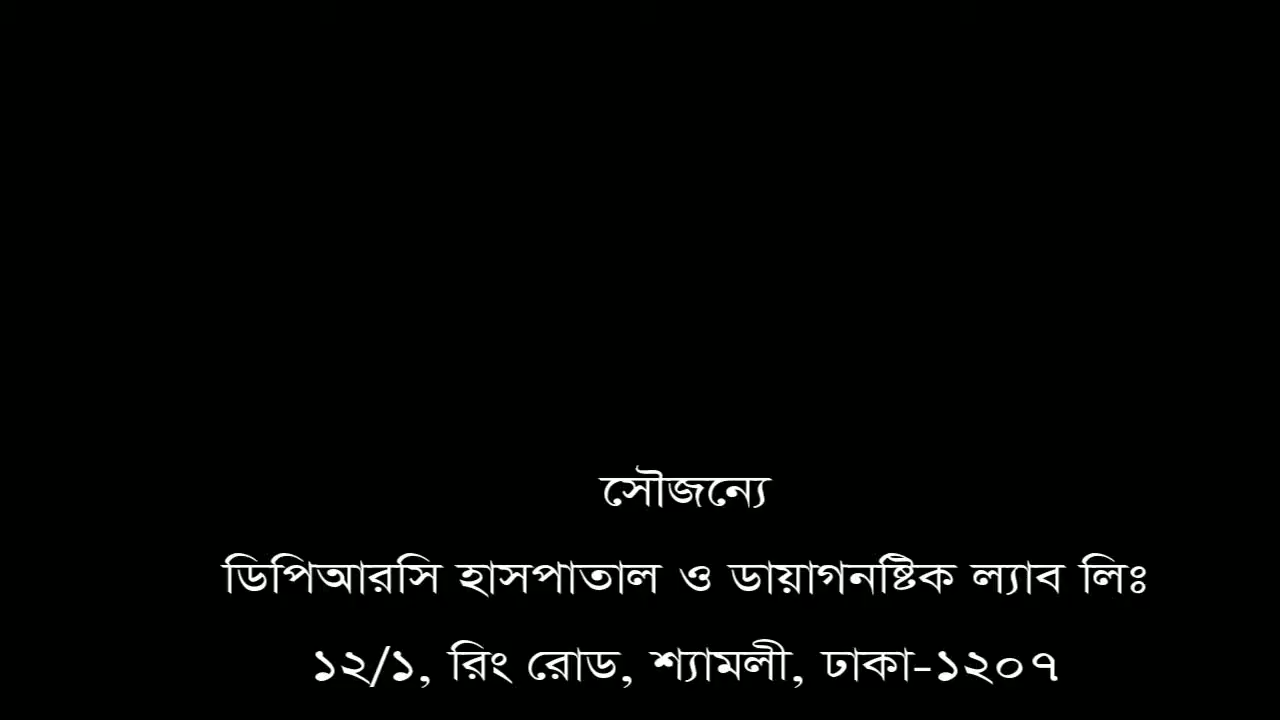 সৌজন্যে
ডিপিআরসি হাসপাতাল ও ডায়াগনষ্টিক ল্যাব লিঃ
১২/১, রিং রোড, শ্যামলী, ঢাকা-১২০৭